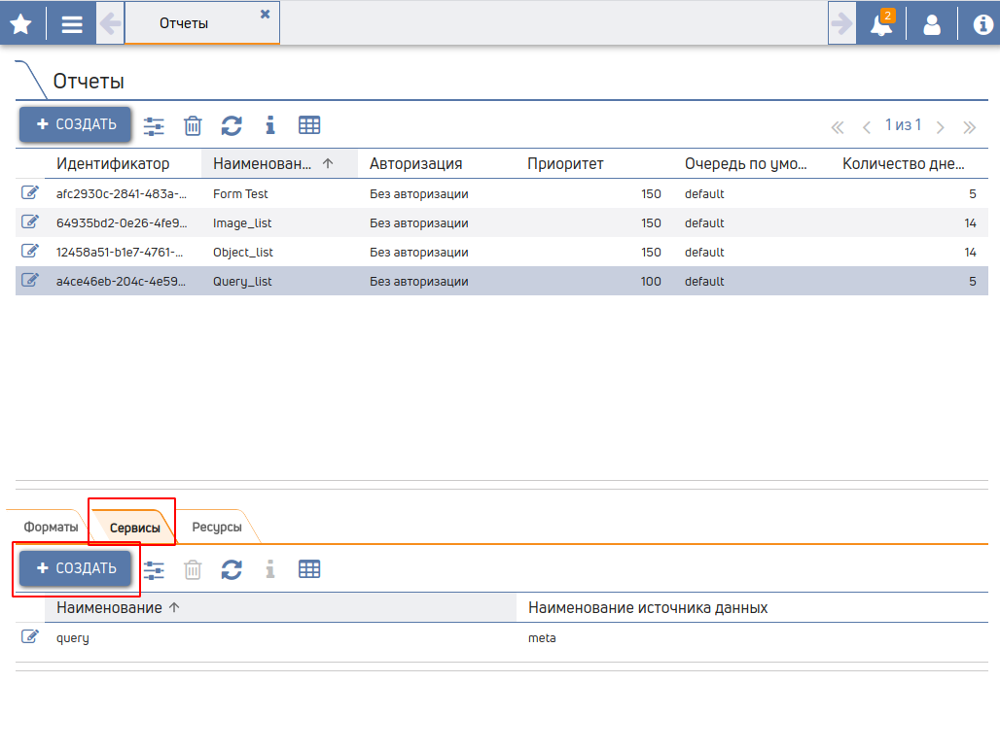 Отчеты
2
Отчеты
СОЗДАТЬ
1 из 1
Идентификатор Наименован... Авторизация Приоритет Очередь по умо... Количество дне...
afc2930c-2841-483a-... Form Test Без авторизации 150 default 5
64935bd2-0e26-4fe9... Image_list Без авторизации 150 default 14
12458a51-b1e7-4761-... Object_list Без авторизации 150 default 14
a4ce46eb-204c-4e59... Query_list Без авторизации 100 default 5
Форматы Сервисы Ресурсы
СОЗДАТЬ
Наименование Наименование источника данных
query meta